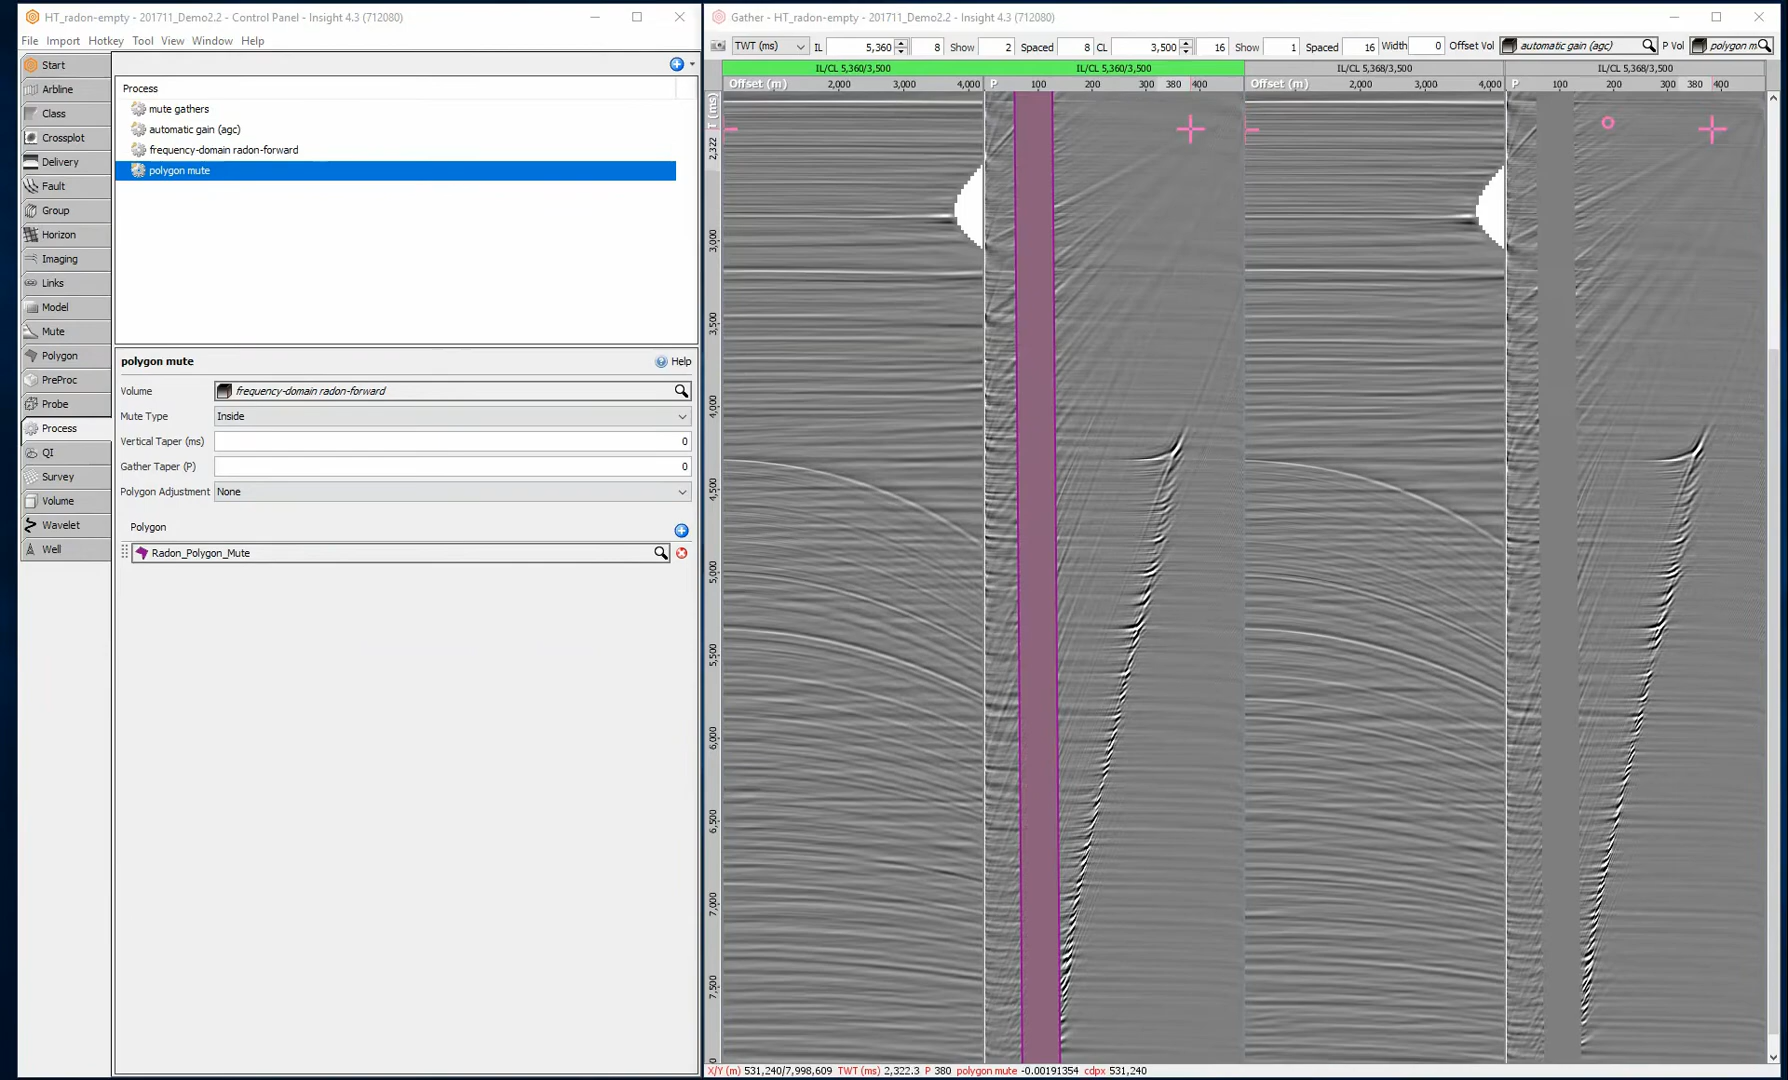 HT_radon-empty - 201711_Demo2.2 - Control Panel - Insight 4.3 (712080)
File Import Hotkey Tool View Window Help
Start
Arbline
Class
Crossplot
Delivery
Fault
Group
Horizon
Imaging
Links
Model
Mute
Polygon
PreProc
Probe
Process
QI
Survey
Volume
Wavelet
Well
Process
mute gathers
automatic gain (agc)
frequency-domain radon-forward
polygon mute
polygon mute Help
Volume frequency-domain radon-forward
Mute Type Inside
Vertical Taper (ms) 0
Gather Taper (P) 0
Polygon Adjustment None
Polygon
Radon_Polygon_Mute
Gather - HT_radon-empty - 201711_Demo2.2 - Insight 4.3 (712080)
TWT (ms) IL 5,360 8 Show 2 Spaced 8 CL 3,500 16 Show 1 Spaced 16 Width 0 Offset Vol automatic gain (agc) P Vol polygon m
IL/CL 5,360/3,500 IL/CL 5,360/3,500 IL/CL 5,368/3,500 IL/CL 5,368/3,500
Offset (m) 2,000 3,000 4,000 P 100 200 300 380 400 Offset (m) 2,000 3,000 4,000 P 100 200 300 380 400
T (ms)
2,322
3,000
3,500
4,000
4,500
5,000
5,500
6,000
6,500
7,000
7,500
X/Y (m) 531,240/7,998,609 TWT (ms) 2,322.3 P 380 polygon mute -0.00191354 cdpx 531,240